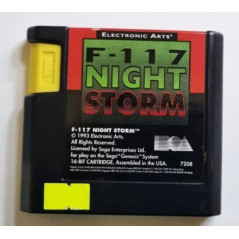 ELECTRONIC ARTS®
F-117
NIGHT
STORM
F-117 NIGHT STORM™
© 1993 Electronic Arts.
All Rights Reserved.
Licensed by Sega Enterprises Ltd.
for play on the Sega™ Genesis™ System
16-BIT CARTRIDGE, Assembled in the USA.
7208